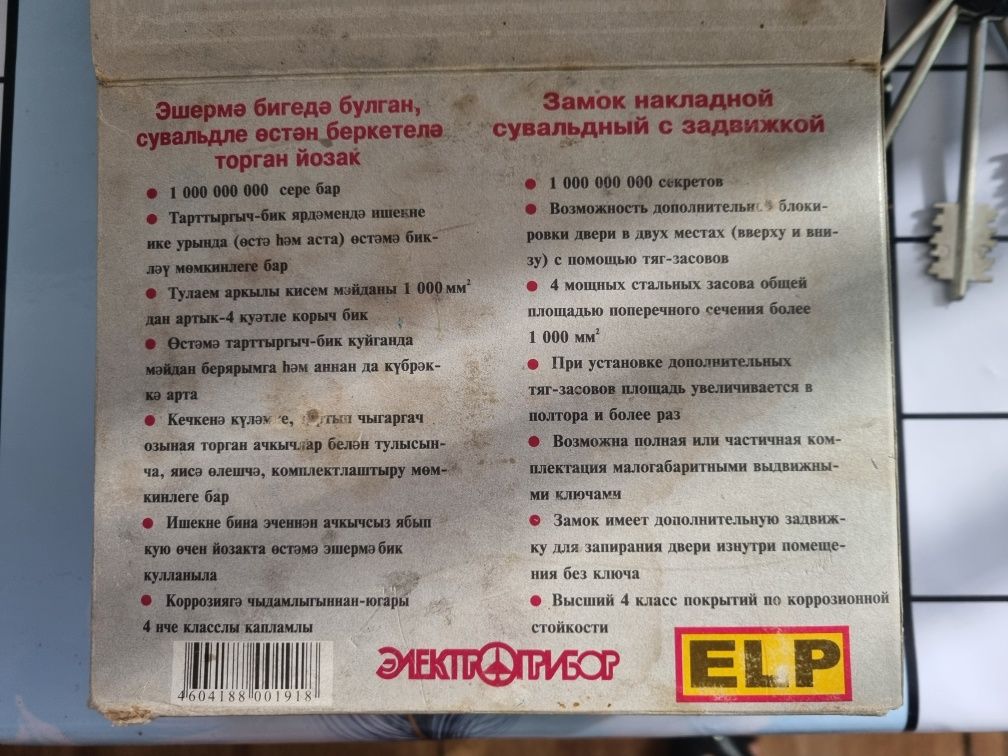 Эшермә бигедә булган,
сувальдле өстән беркетелә
торган йозак
● 1 000 000 000 сере бар
● Тарттыргыч-бик ярдәмендә ишекне
ике урында (өстә һәм аста) өстәмә бик-
ләү мөмкинлеге бар
● Тулаем аркылы кисем мәйданы 1 000 мм²
дан артык-4 куәтле корыч бик
● Өстәмә тарттыргыч-бик куйганда
мәйдан берярымга һәм аннан да күбрәк-
кә арта
● Кечкенә чыгаргач
озыная торган ачкычлар белән тулысын-
ча, яисә өлешчә, комплектлаштыру мөм-
кинлеге бар
● Ишекне бина эченнән ачкычсыз ябып
кую өчен йозакта өстәмә эшермә бик
кулланыла
● Коррозиягә чыдамлыгыннан-югары
4 нче класслы капламлы
Замок накладной
сувальдный с задвижкой
● 1 000 000 000 секретов
● Возможность дополнительной блоки-
ровки двери в двух местах (вверху и вни-
зу) с помощью тяг-засовов
● 4 мощных стальных засова общей
площадью поперечного сечения более
1 000 мм²
● При установке дополнительных
тяг-засовов площадь увеличивается в
полтора и более раз
● Возможна полная или частичная ком-
плектация малогабаритными выдвижны-
ми ключами
● Замок имеет дополнительную задвиж-
ку для запирания двери изнутри помеще-
ния без ключа
● Высший 4 класс покрытий по коррозионной
стойкости
4604188001918
ЭЛЕКТРОПРИБОР
ELP